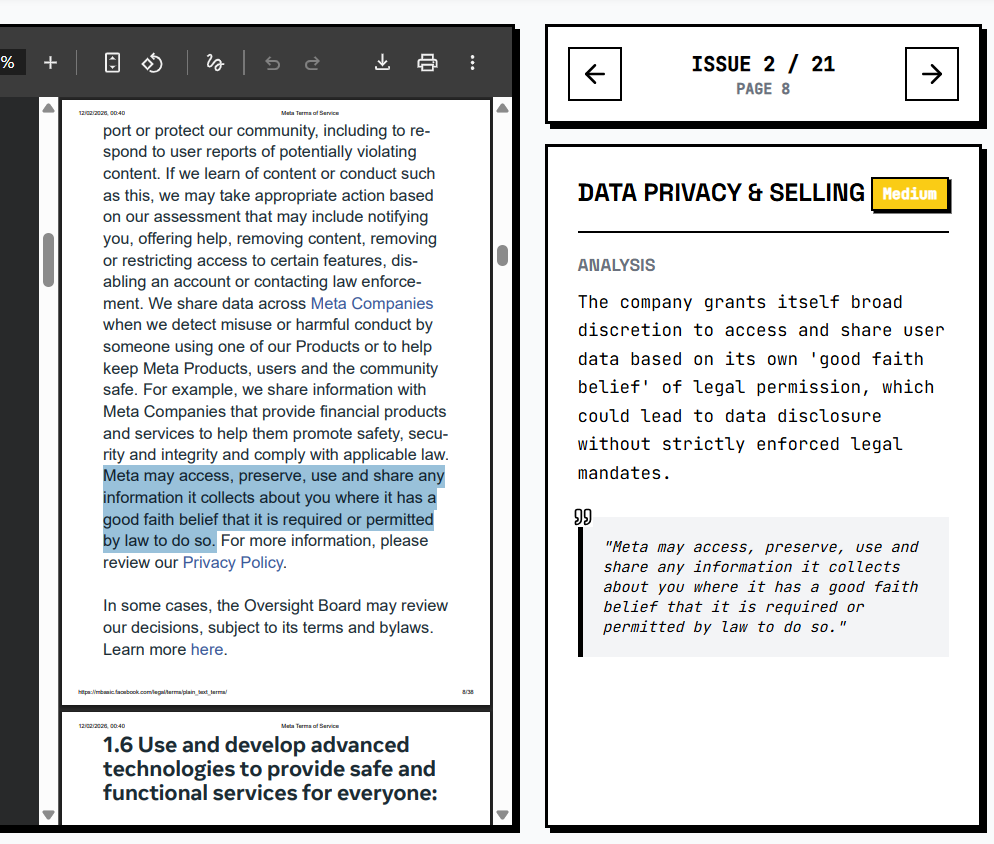 %
12/02/2026, 00:40
Meta Terms of Service
port or protect our community, including to re-
spond to user reports of potentially violating
content. If we learn of content or conduct such
as this, we may take appropriate action based
on our assessment that may include notifying
you, offering help, removing content, removing
or restricting access to certain features, dis-
abling an account or contacting law enforce-
ment. We share data across Meta Companies
when we detect misuse or harmful conduct by
someone using one of our Products or to help
keep Meta Products, users and the community
safe. For example, we share information with
Meta Companies that provide financial products
and services to help them promote safety, secu-
rity and integrity and comply with applicable law.
Meta may access, preserve, use and share any
information it collects about you where it has a
good faith belief that it is required or permitted
by law to do so. For more information, please
review our Privacy Policy.
In some cases, the Oversight Board may review
our decisions, subject to its terms and bylaws.
Learn more here.
https://mbasic.facebook.com/legal/terms/plain_text_terms/
8/38
12/02/2026, 00:40
Meta Terms of Service
1.6 Use and develop advanced
technologies to provide safe and
functional services for everyone:
ISSUE 2 / 21
PAGE 8
DATA PRIVACY & SELLING
Medium
ANALYSIS
The company grants itself broad
discretion to access and share user
data based on its own 'good faith
belief' of legal permission, which
could lead to data disclosure
without strictly enforced legal
mandates.
"Meta may access, preserve, use and
share any information it collects
about you where it has a good faith
belief that it is required or
permitted by law to do so."